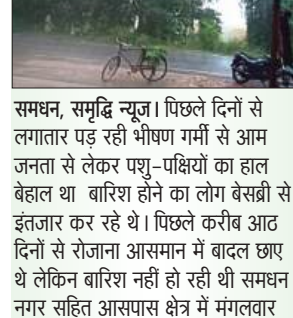 समधन, समृद्धि न्यूज। पिछले दिनों से
लगातार पड़ रही भीषण गर्मी से आम
जनता से लेकर पशु-पक्षियों का हाल
बेहाल था बारिश होने का लोग बेसब्री से
इंतजार कर रहे थे। पिछले करीब आठ
दिनों से रोजाना आसमान में बादल छाए
थे लेकिन बारिश नहीं हो रही थी समधन
नगर सहित आसपास क्षेत्र में मंगलवार